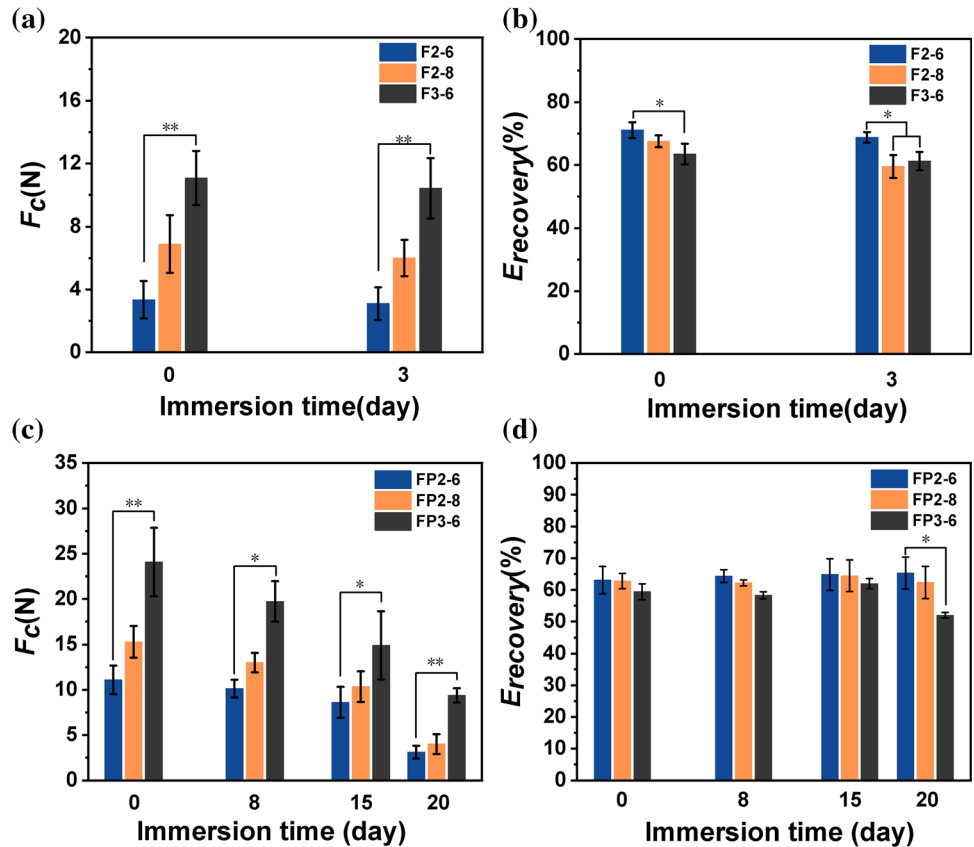 (a)
20
16
12
8
4
0
Fc(N)
F2-6
F2-8
F3-6
**
**
0
3
Immersion time(day)
(b)
100
80
60
40
20
0
Erecovery(%)
F2-6
F2-8
F3-6
*
*
0
3
Immersion time(day)
(c)
35
30
25
20
15
10
5
0
Fc(N)
FP2-6
FP2-8
FP3-6
**
*
*
**
0
8
15
20
Immersion time (day)
(d)
100
90
80
70
60
50
40
30
20
10
0
Erecovery(%)
FP2-6
FP2-8
FP3-6
*
0
8
15
20
Immersion time (day)